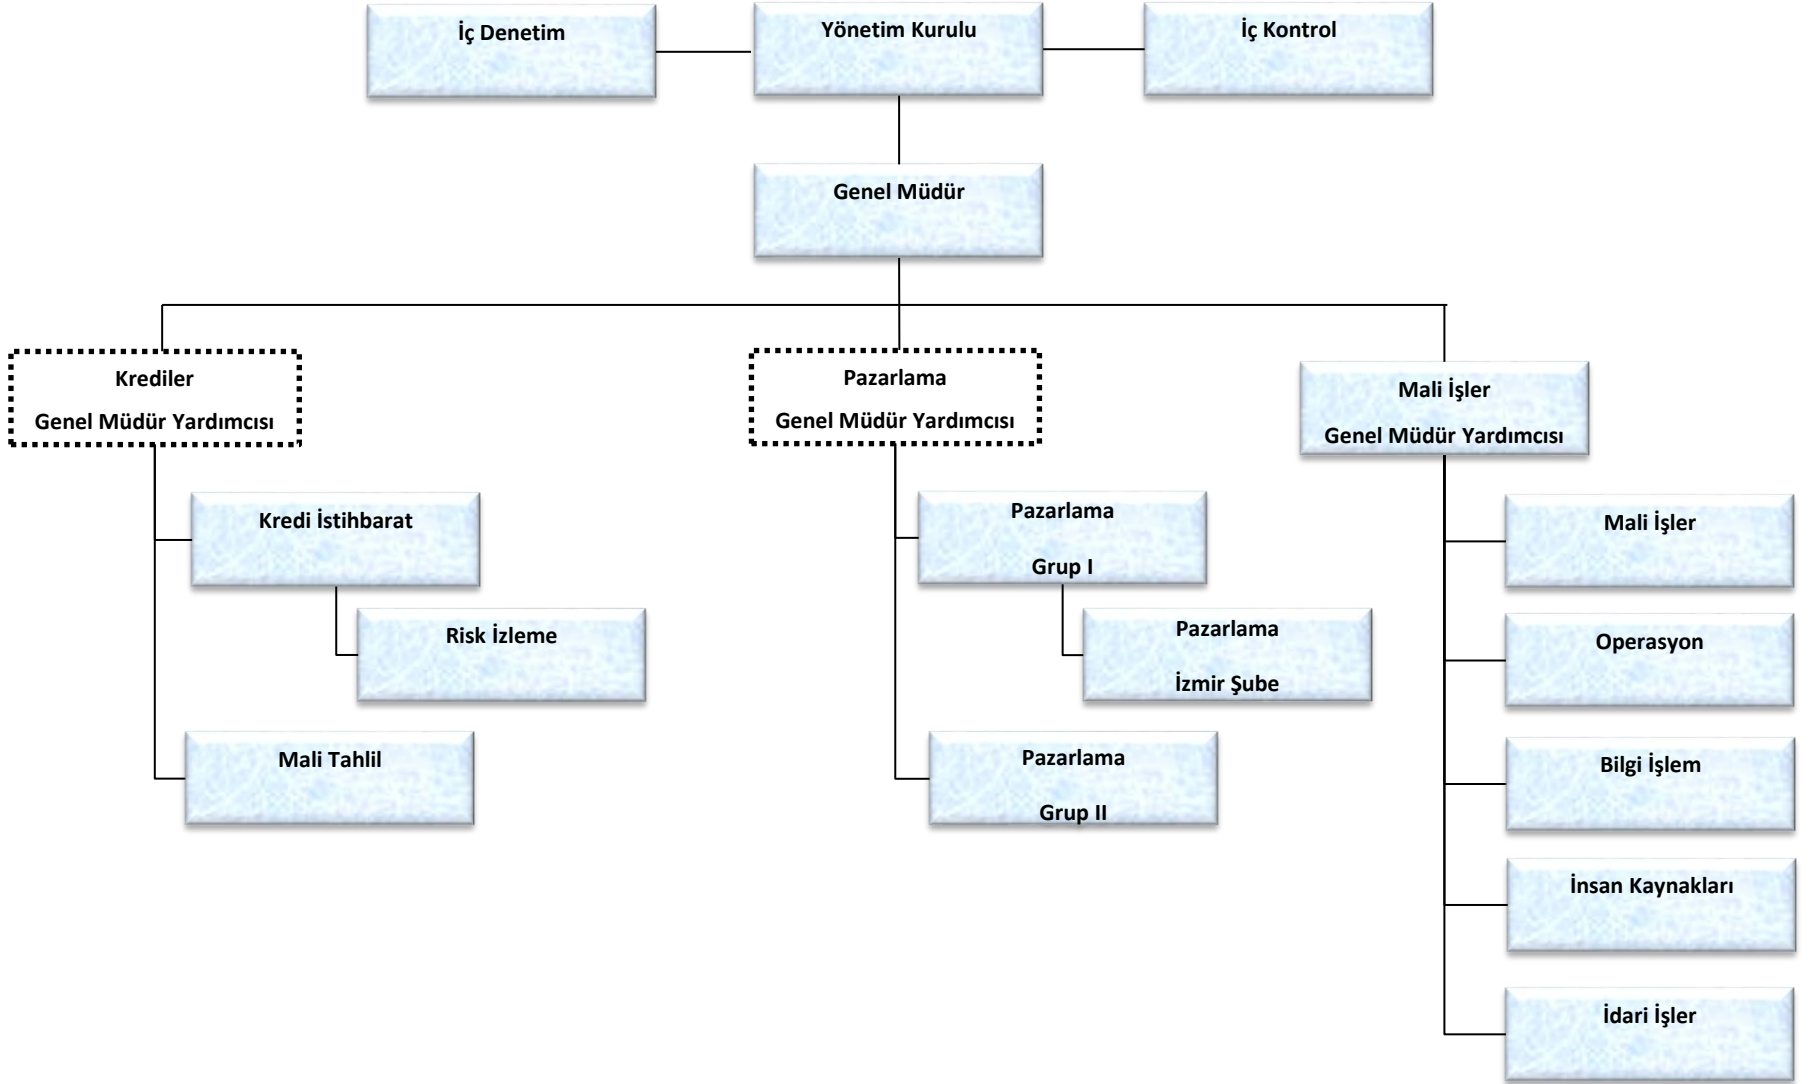 İç Denetim
Yönetim Kurulu
İç Kontrol
Genel Müdür
Krediler
Genel Müdür Yardımcısı
Pazarlama
Genel Müdür Yardımcısı
Mali İşler
Genel Müdür Yardımcısı
Kredi İstihbarat
Risk İzleme
Mali Tahlil
Pazarlama
Grup I
Pazarlama
İzmir Şube
Pazarlama
Grup II
Mali İşler
Operasyon
Bilgi İşlem
İnsan Kaynakları
İdari İşler